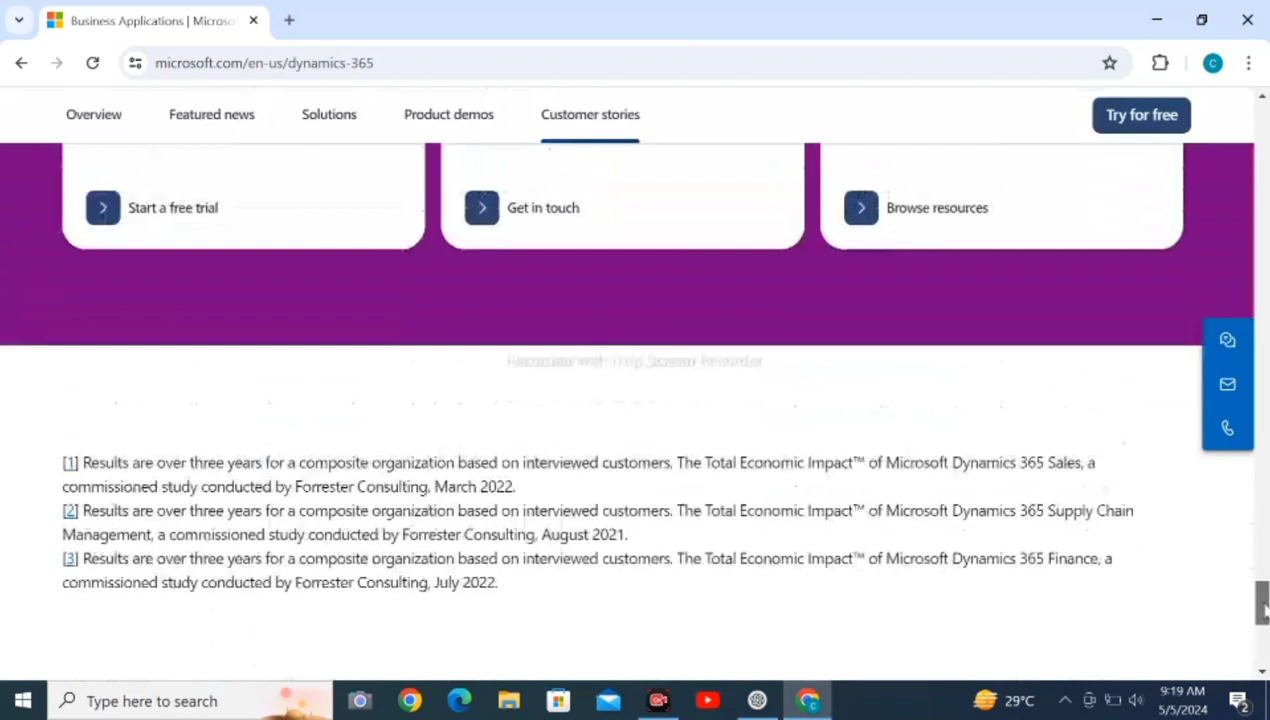 Business Applications | Microso
microsoft.com/en-us/dynamics-365
C
Overview
Featured news
Solutions
Product demos
Customer stories
Try for free
Start a free trial
Get in touch
Browse resources
Recorded with Screen Recorder
[1] Results are over three years for a composite organization based on interviewed customers. The Total Economic Impact™ of Microsoft Dynamics 365 Sales, a
commissioned study conducted by Forrester Consulting, March 2022.
[2] Results are over three years for a composite organization based on interviewed customers. The Total Economic Impact™ of Microsoft Dynamics 365 Supply Chain
Management, a commissioned study conducted by Forrester Consulting, August 2021.
[3] Results are over three years for a composite organization based on interviewed customers. The Total Economic Impact™ of Microsoft Dynamics 365 Finance, a
commissioned study conducted by Forrester Consulting, July 2022.
Type here to search
29°C
9:19 AM
5/5/2024
2